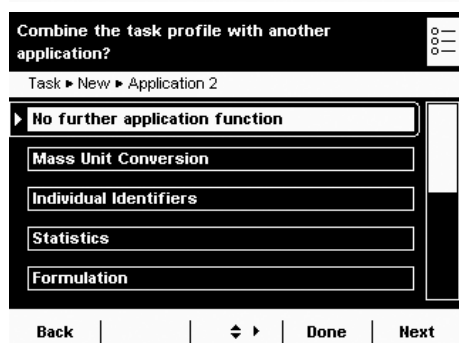 Combine the task profile with another
application?
Task ▸ New ▸ Application 2
No further application function
Mass Unit Conversion
Individual Identifiers
Statistics
Formulation
Back Done Next